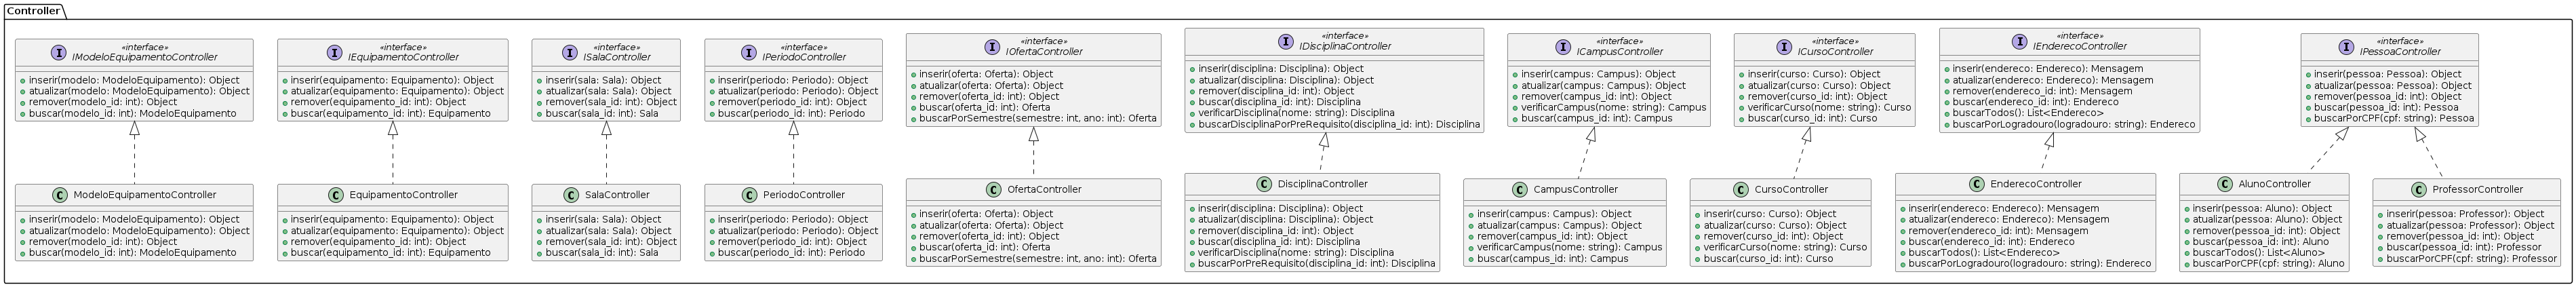 Controller
«interface»
IModeloEquipamentoController
inserir(modelo: ModeloEquipamento): Object
atualizar(modelo: ModeloEquipamento): Object
remover(modelo_id: int): Object
buscar(modelo_id: int): ModeloEquipamento
«interface»
IEquipamentoController
inserir(equipamento: Equipamento): Object
atualizar(equipamento: Equipamento): Object
remover(equipamento_id: int): Object
buscar(equipamento_id: int): Equipamento
«interface»
ISalaController
inserir(sala: Sala): Object
atualizar(sala: Sala): Object
remover(sala_id: int): Object
buscar(sala_id: int): Sala
«interface»
IPeriodoController
inserir(periodo: Periodo): Object
atualizar(periodo: Periodo): Object
remover(periodo_id: int): Object
buscar(periodo_id: int): Periodo
«interface»
IOfertaController
inserir(oferta: Oferta): Object
atualizar(oferta: Oferta): Object
remover(oferta_id: int): Object
buscar(oferta_id: int): Oferta
buscarPorSemestre(semestre: int, ano: int): Oferta
«interface»
IDisciplinaController
inserir(disciplina: Disciplina): Object
atualizar(disciplina: Disciplina): Object
remover(disciplina_id: int): Object
buscar(disciplina_id: int): Disciplina
verificarDisciplina(nome: string): Disciplina
buscarDisciplinaPorPreRequisito(disciplina_id: int): Disciplina
«interface»
ICampusController
inserir(campus: Campus): Object
atualizar(campus: Campus): Object
remover(campus_id: int): Object
verificarCampus(nome: string): Campus
buscar(campus_id: int): Campus
«interface»
ICursoController
inserir(curso: Curso): Object
atualizar(curso: Curso): Object
remover(curso_id: int): Object
verificarCurso(nome: string): Curso
buscar(curso_id: int): Curso
«interface»
IEnderecoController
inserir(endereco: Endereco): Mensagem
atualizar(endereco: Endereco): Mensagem
remover(endereco_id: int): Mensagem
buscar(endereco_id: int): Endereco
buscarTodos(): List<Endereco>
buscarPorLogradouro(logradouro: string): Endereco
«interface»
IPessoaController
inserir(pessoa: Pessoa): Object
atualizar(pessoa: Pessoa): Object
remover(pessoa_id: int): Object
buscar(pessoa_id: int): Pessoa
buscarPorCPF(cpf: string): Pessoa
ModeloEquipamentoController
inserir(modelo: ModeloEquipamento): Object
atualizar(modelo: ModeloEquipamento): Object
remover(modelo_id: int): Object
buscar(modelo_id: int): ModeloEquipamento
EquipamentoController
inserir(equipamento: Equipamento): Object
atualizar(equipamento: Equipamento): Object
remover(equipamento_id: int): Object
buscar(equipamento_id: int): Equipamento
SalaController
inserir(sala: Sala): Object
atualizar(sala: Sala): Object
remover(sala_id: int): Object
buscar(sala_id: int): Sala
PeriodoController
inserir(periodo: Periodo): Object
atualizar(periodo: Periodo): Object
remover(periodo_id: int): Object
buscar(periodo_id: int): Periodo
OfertaController
inserir(oferta: Oferta): Object
atualizar(oferta: Oferta): Object
remover(oferta_id: int): Object
buscar(oferta_id: int): Oferta
buscarPorSemestre(semestre: int, ano: int): Oferta
DisciplinaController
inserir(disciplina: Disciplina): Object
atualizar(disciplina: Disciplina): Object
remover(disciplina_id: int): Object
buscar(disciplina_id: int): Disciplina
verificarDisciplina(nome: string): Disciplina
buscarPorPreRequisito(disciplina_id: int): Disciplina
CampusController
inserir(campus: Campus): Object
atualizar(campus: Campus): Object
remover(campus_id: int): Object
verificarCampus(nome: string): Campus
buscar(campus_id: int): Campus
CursoController
inserir(curso: Curso): Object
atualizar(curso: Curso): Object
remover(curso_id: int): Object
verificarCurso(nome: string): Curso
buscar(curso_id: int): Curso
EnderecoController
inserir(endereco: Endereco): Mensagem
atualizar(endereco: Endereco): Mensagem
remover(endereco_id: int): Mensagem
buscar(endereco_id: int): Endereco
buscarTodos(): List<Endereco>
buscarPorLogradouro(logradouro: string): Endereco
AlunoController
inserir(pessoa: Aluno): Object
atualizar(pessoa: Aluno): Object
remover(pessoa_id: int): Object
buscar(pessoa_id: int): Aluno
buscarTodos(): List<Aluno>
buscarPorCPF(cpf: string): Aluno
ProfessorController
inserir(pessoa: Professor): Object
atualizar(pessoa: Professor): Object
remover(pessoa_id: int): Object
buscar(pessoa_id: int): Professor
buscarPorCPF(cpf: string): Professor